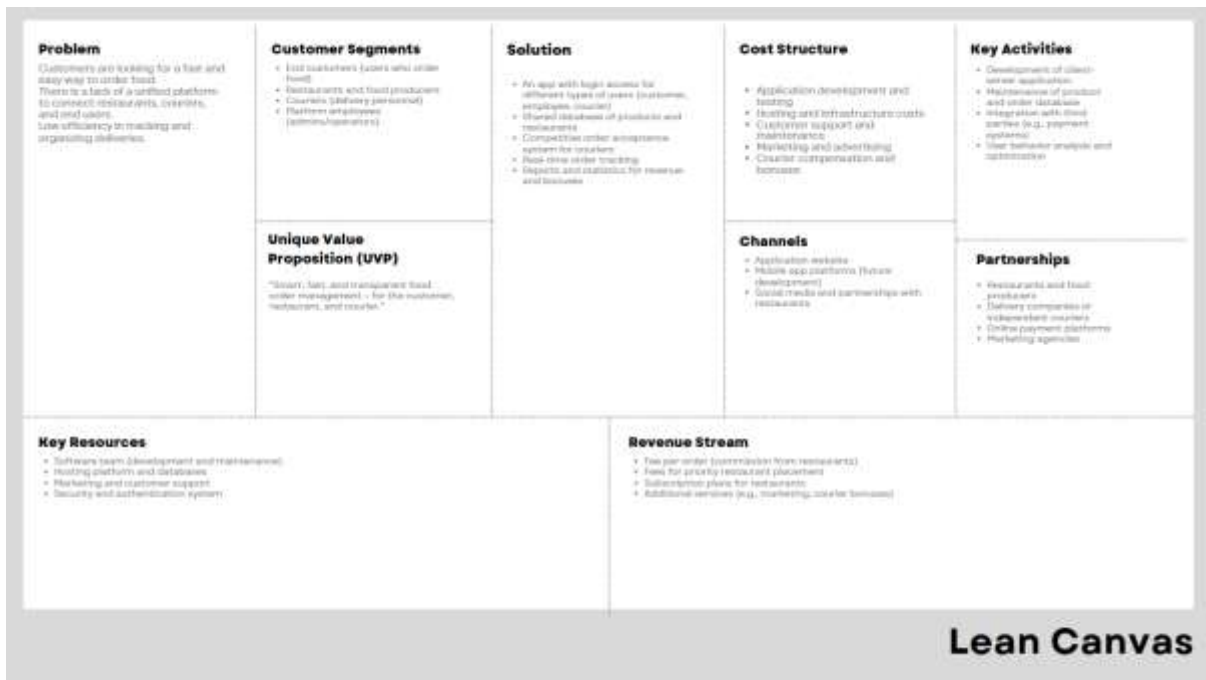 Problem
Customers are looking for a fast and
easy way to order food.
There is a lack of a unified platform
to connect restaurants, couriers,
and end users.
Low efficiency in tracking and
organizing deliveries.
Customer Segments
• End customers (users who order
food)
• Restaurants and food producers
• Couriers (delivery personnel)
• Platform employees
(admins/operators)
Unique Value
Proposition (UVP)
"Smart, fair, and transparent food
order management – for the customer,
restaurant, and courier."
Solution
• An app with login access for
different types of users (customer,
employee, courier)
• Shared database of products and
restaurants
• Competitive order acceptance
system for couriers
• Real-time order tracking
• Reports and statistics for revenue
and bonuses
Cost Structure
• Application development and
testing
• Hosting and infrastructure costs
• Customer support and
maintenance
• Marketing and advertising
• Courier compensation and
bonuses
Channels
• Application website
• Mobile app platforms (future
development)
• Social media and partnerships with
restaurants
Key Activities
• Development of client-
server application
• Maintenance of product
and order database
• Integration with third
parties (e.g., payment
systems)
• User behavior analysis and
optimization
Partnerships
• Restaurants and food
producers
• Delivery companies or
independent couriers
• Online payment platforms
• Marketing agencies
Key Resources
• Software team (development and maintenance)
• Hosting platform and databases
• Marketing and customer support
• Security and authentication system
Revenue Stream
• Fee per order (commission from restaurants)
• Fees for priority restaurant placement
• Subscription plans for restaurants
• Additional services (e.g., marketing, courier bonuses)
Lean Canvas